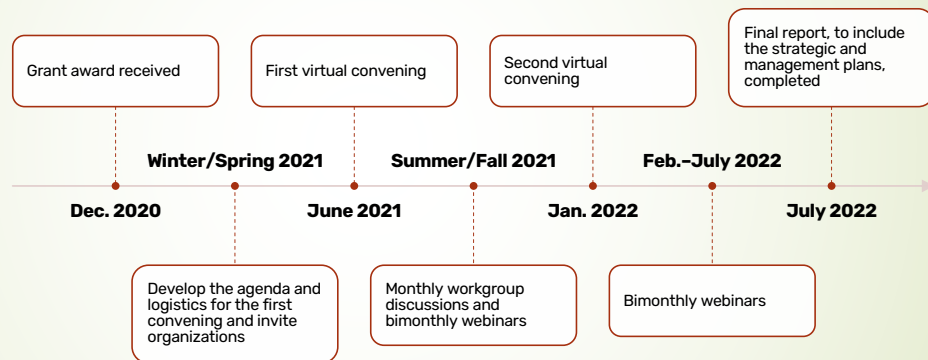 Grant award received
First virtual convening
Second virtual
convening
Final report, to include
the strategic and
management plans,
completed
Winter/Spring 2021
Summer/Fall 2021
Feb.–July 2022
Dec. 2020
June 2021
Jan. 2022
July 2022
Develop the agenda and
logistics for the first
convening and invite
organizations
Monthly workgroup
discussions and
bimonthly webinars
Bimonthly webinars